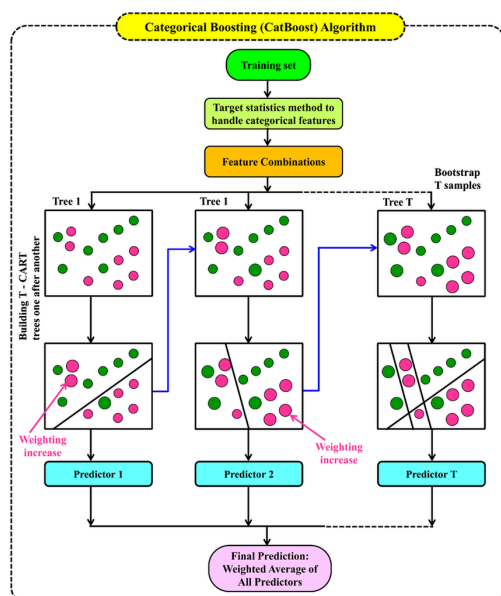 Categorical Boosting (CatBoost) Algorithm
Training set
Target statistics method to
handle categorical features
Feature Combinations
Bootstrap
T samples
Tree 1
Tree 1
Tree T
Building T - CART
trees one after another
Weighting
increase
Weighting
increase
Predictor 1
Predictor 2
Predictor T
Final Prediction:
Weighted Average of
All Predictors